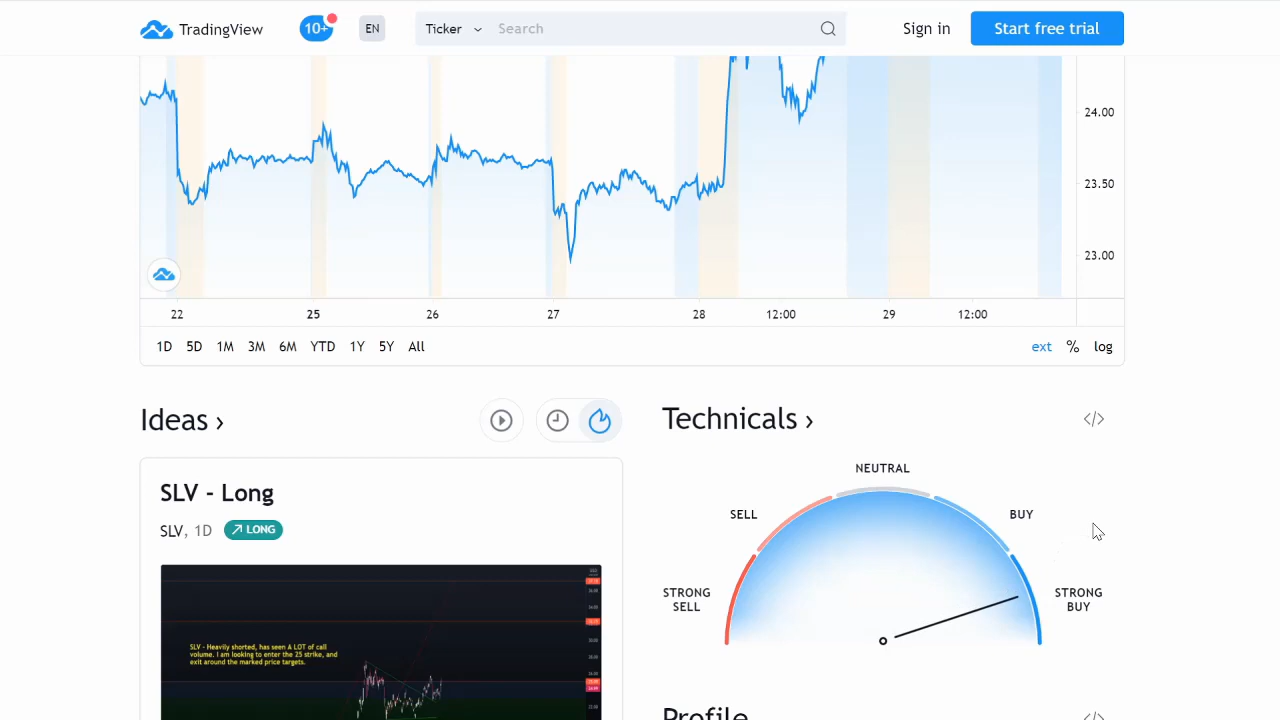 TradingView
10+
EN
Ticker
Search
Sign in
Start free trial
24.00
23.50
23.00
22
25
26
27
28
12:00
29
12:00
1D 5D 1M 3M 6M YTD 1Y 5Y All
ext % log
Ideas ›
Technicals ›
</>
SLV - Long
SLV, 1D
LONG
SLV - Heavily shorted, has seen A LOT of call
volume. I am looking to enter the 25 strike, and
exit around the marked price targets.
NEUTRAL
SELL
BUY
STRONG
SELL
STRONG
BUY
Profile
</>